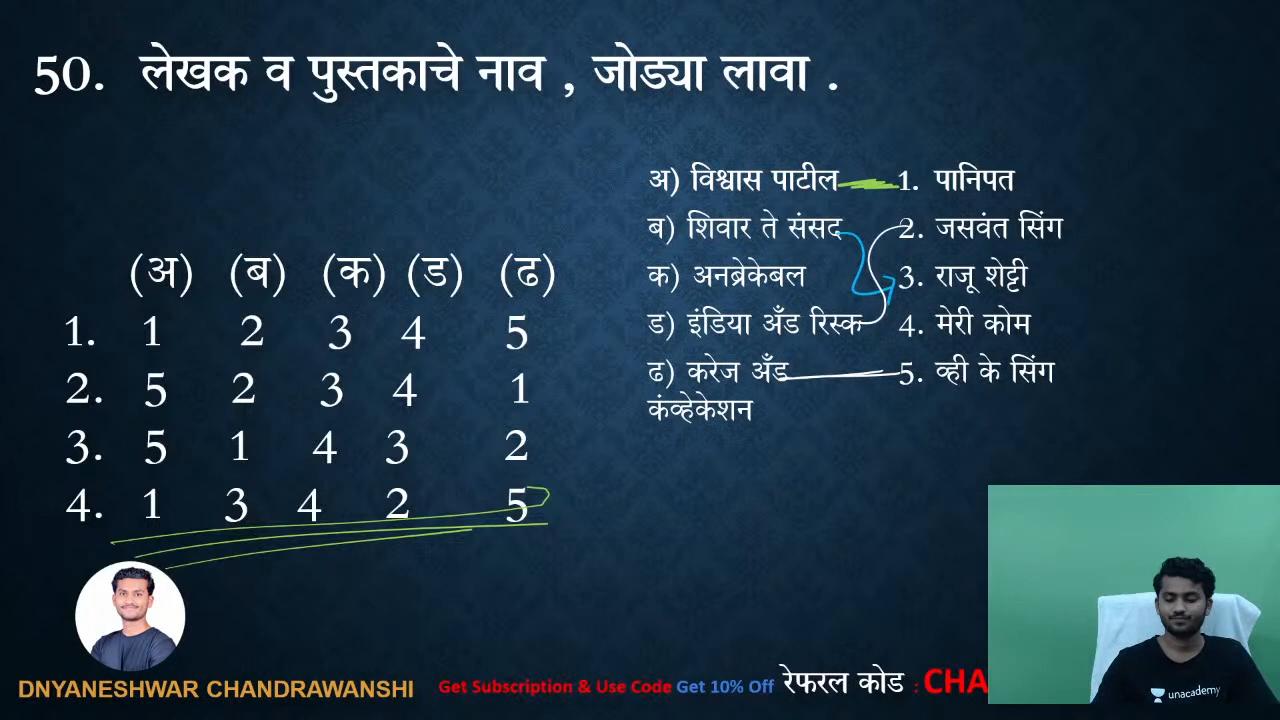 50. लेखक व पुस्तकाचे नाव , जोड्या लावा .
अ) विश्वास पाटील 1. पानिपत
ब) शिवार ते संसद 2. जसवंत सिंग
क) अनब्रेकेबल 3. राजू शेट्टी
ड) इंडिया अँड रिस्क 4. मेरी कोम
ढ) करेज अँड 5. व्ही के सिंग
कंव्हेकेशन
(अ) (ब) (क) (ड) (ढ)
1. 1 2 3 4 5
2. 5 2 3 4 1
3. 5 1 4 3 2
4. 1 3 4 2 5
DNYANESHWAR CHANDRAWANSHI
Get Subscription & Use Code Get 10% Off रेफरल कोड : CHA
unacademy